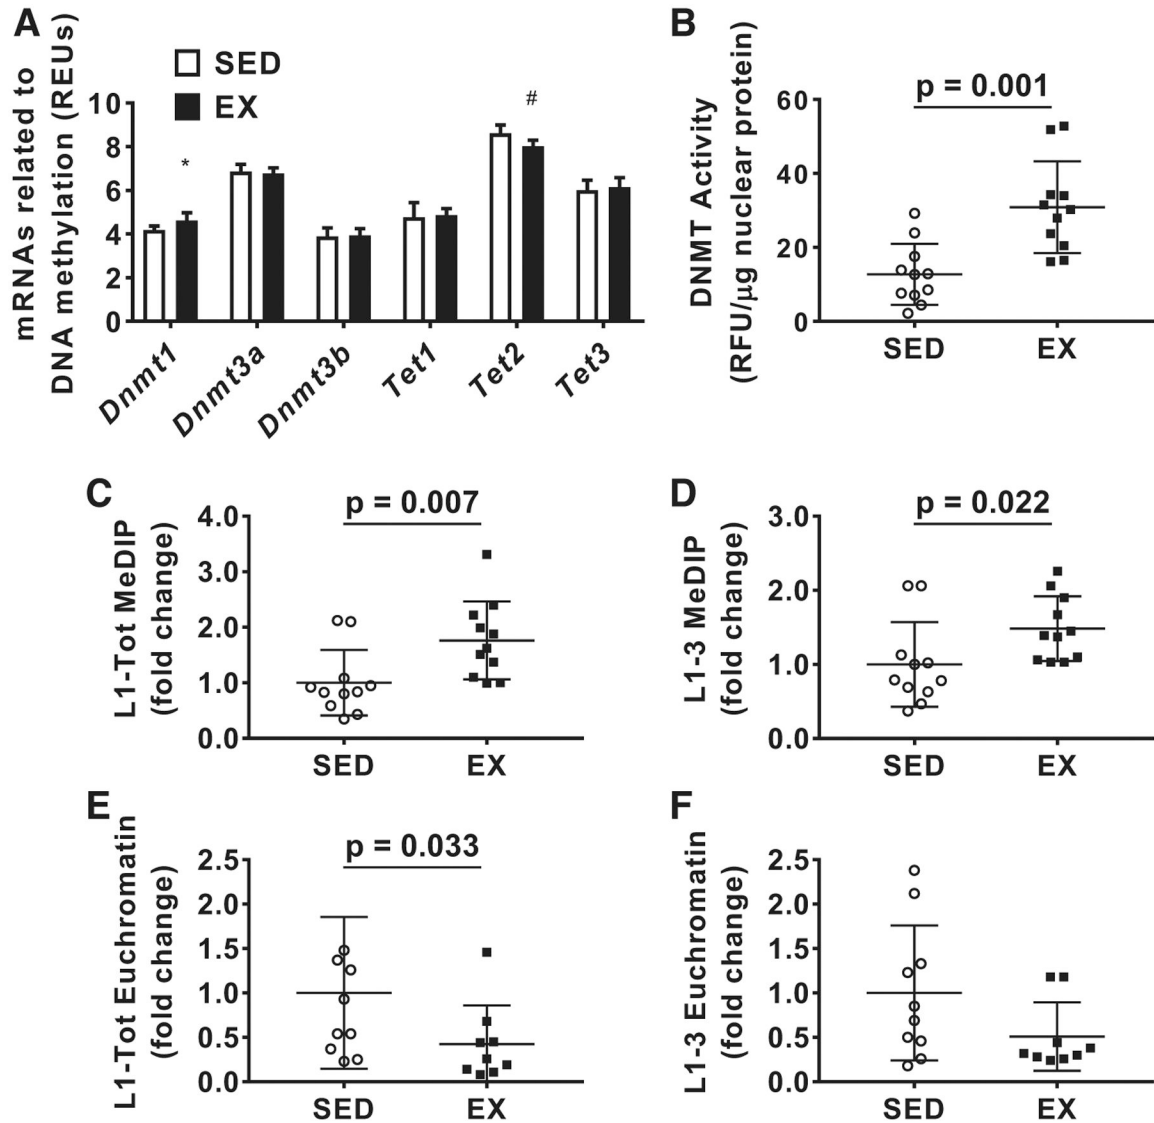 A
mRNAs related to
DNA methylation (REUs)
SED
EX
10
8
6
4
2
0
*
#
Dnmt1
Dnmt3a
Dnmt3b
Tet1
Tet2
Tet3
B
DNMT Activity
(RFU/μg nuclear protein)
p = 0.001
60
40
20
0
SED
EX
C
L1-Tot MeDIP
(fold change)
p = 0.007
4.0
3.0
2.0
1.0
0.0
SED
EX
D
L1-3 MeDIP
(fold change)
p = 0.022
3.0
2.0
1.0
0.0
SED
EX
E
L1-Tot Euchromatin
(fold change)
p = 0.033
2.5
2.0
1.5
1.0
0.5
0.0
SED
EX
F
L1-3 Euchromatin
(fold change)
2.5
2.0
1.5
1.0
0.5
0.0
SED
EX